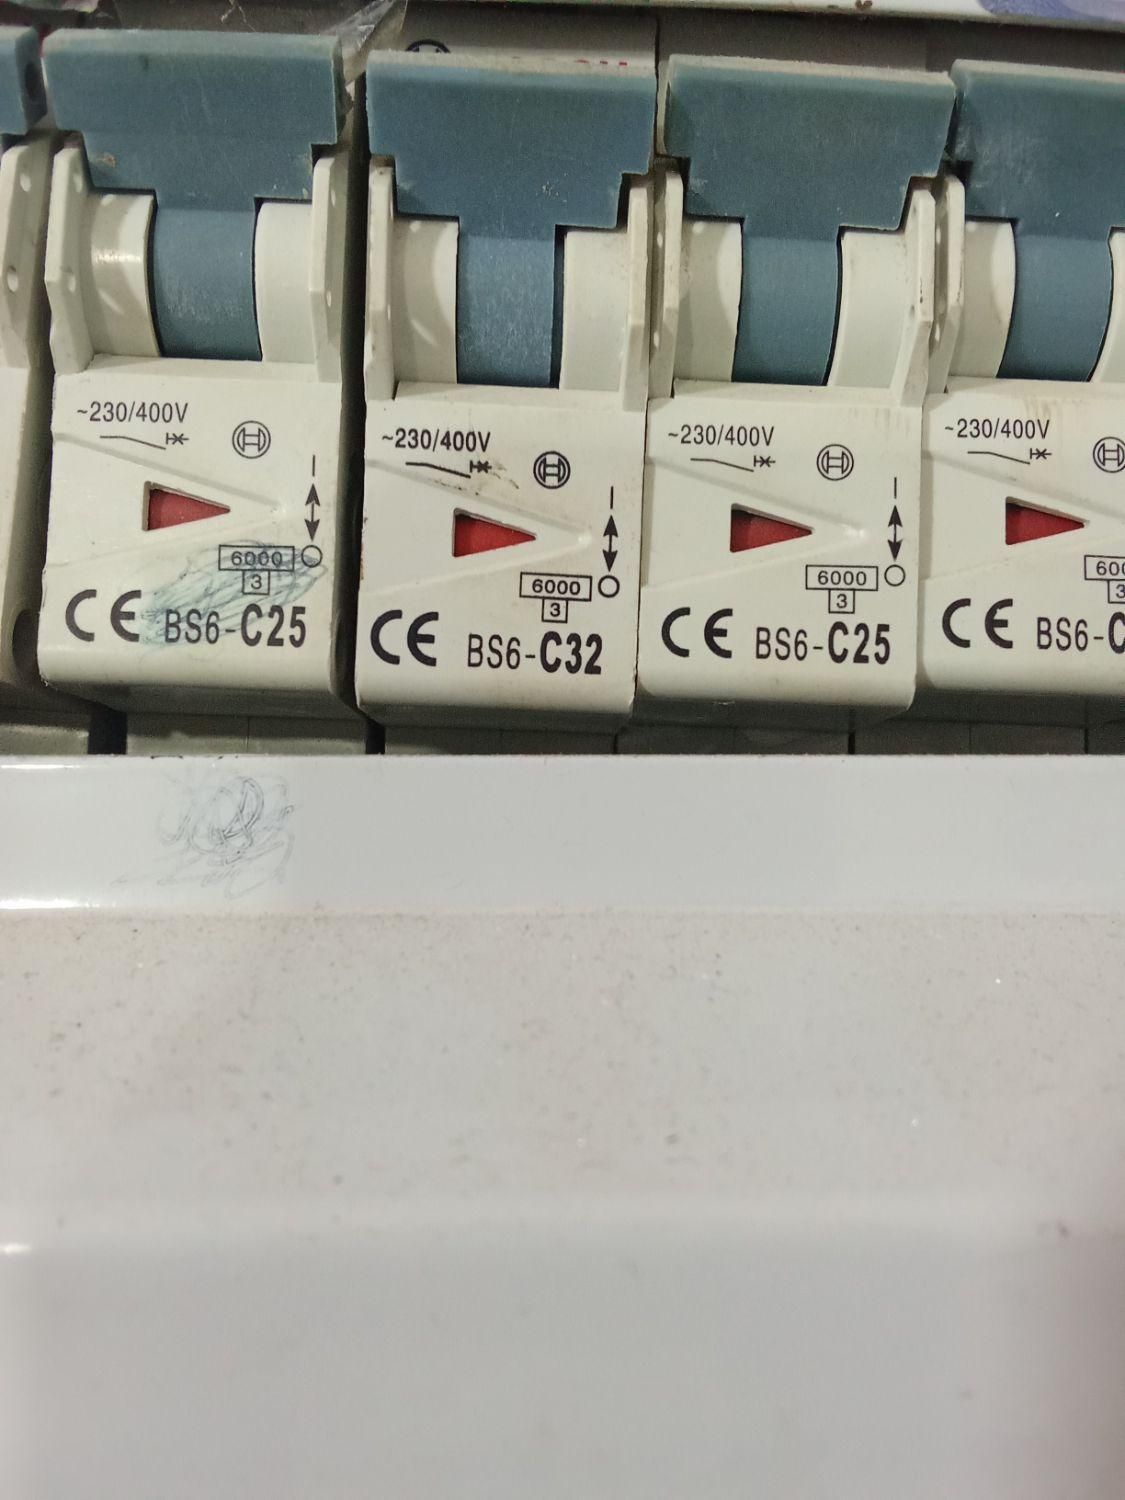 ~230/400V
I
6000
3
CE BS6-C25
~230/400V
I
6000
3
CE BS6-C32
~230/400V
I
6000
3
CE BS6-C25
~230/400V
CE BS6-C